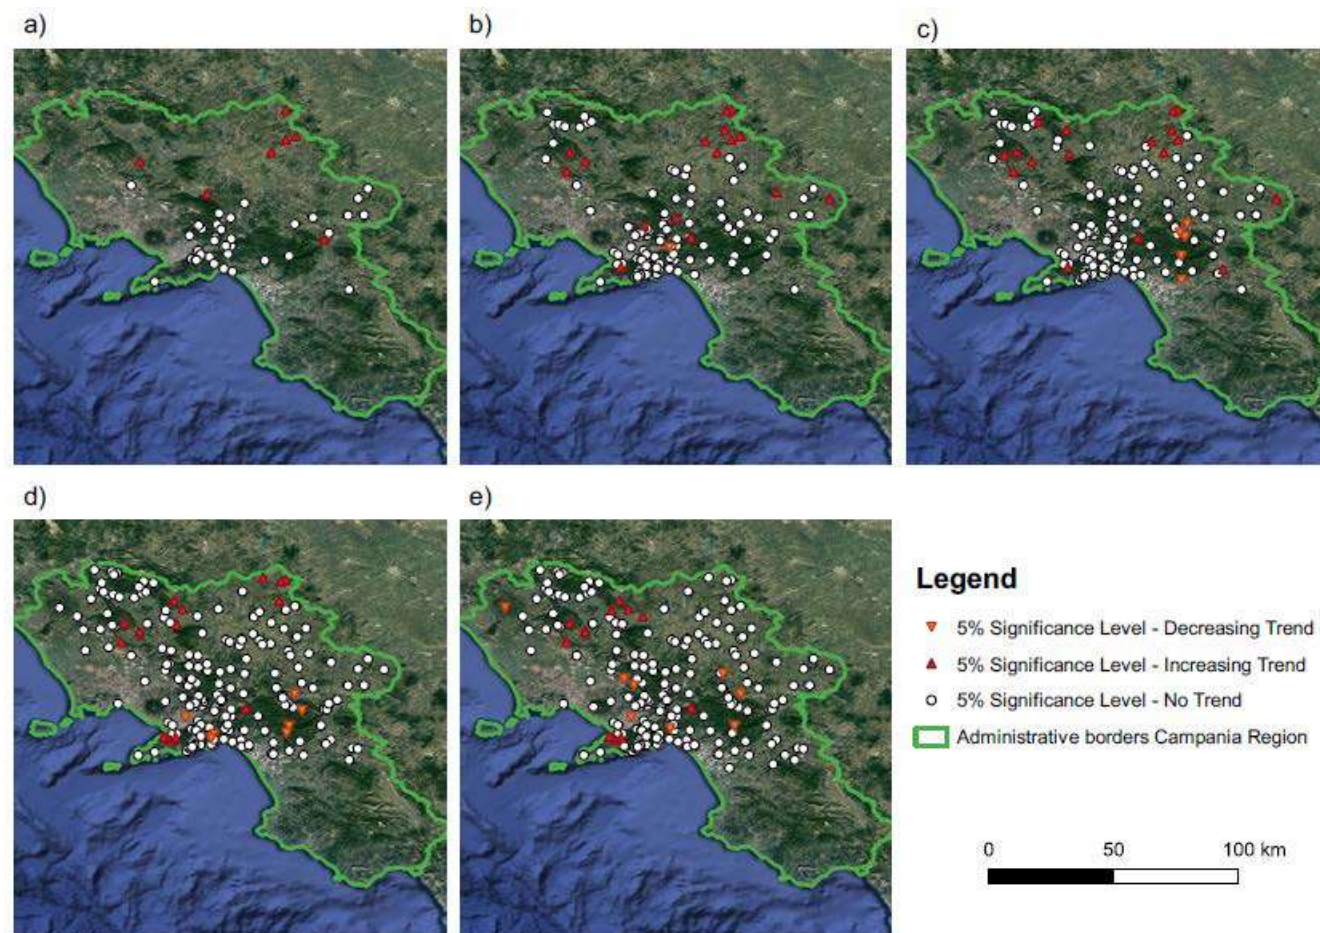 a)
b)
c)
d)
e)
Legend
5% Significance Level - Decreasing Trend
5% Significance Level - Increasing Trend
5% Significance Level - No Trend
Administrative borders Campania Region
0 50 100 km